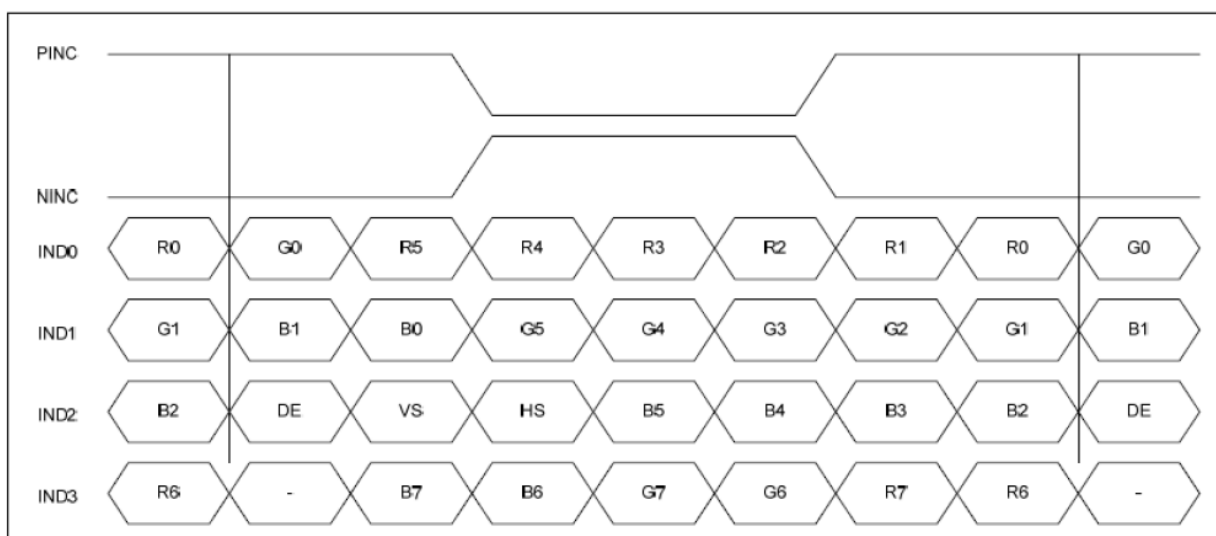 PINC
NINC
IND0 R0 G0 R5 R4 R3 R2 R1 R0 G0
IND1 G1 B1 B0 G5 G4 G3 G2 G1 B1
IND2 B2 DE VS HS B5 B4 B3 B2 DE
IND3 R6 - B7 B6 G7 G6 R7 R6 -